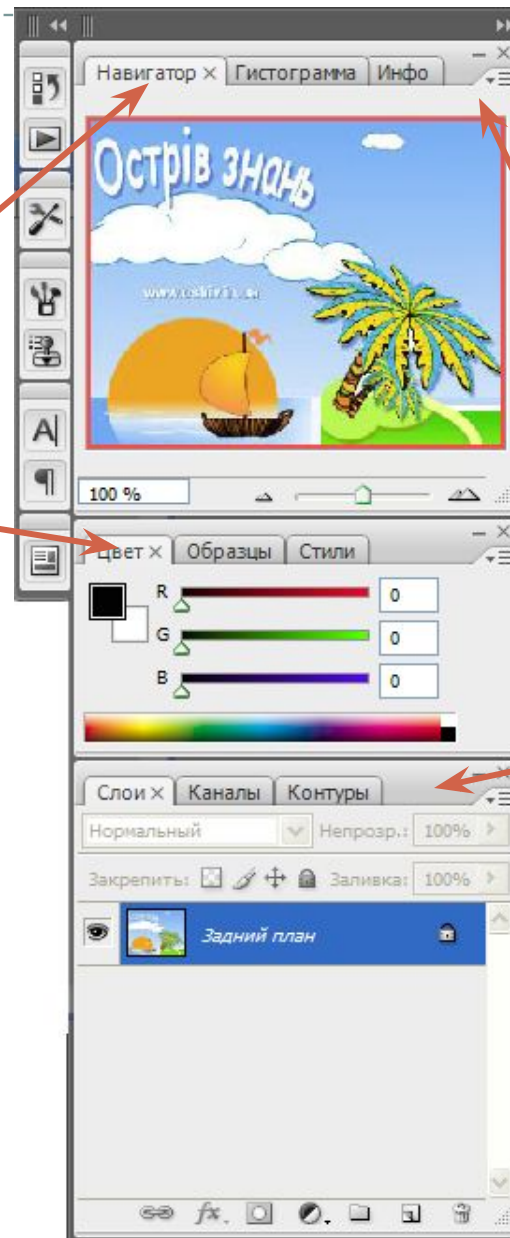 Навигатор × Гистограмма Инфо
Острів знань
100 %
Цвет × Образцы Стили
R 0
G 0
B 0
Слои × Каналы Контуры
Нормальный Непрозр.: 100%
Закрепить: Заливка: 100%
Задний план